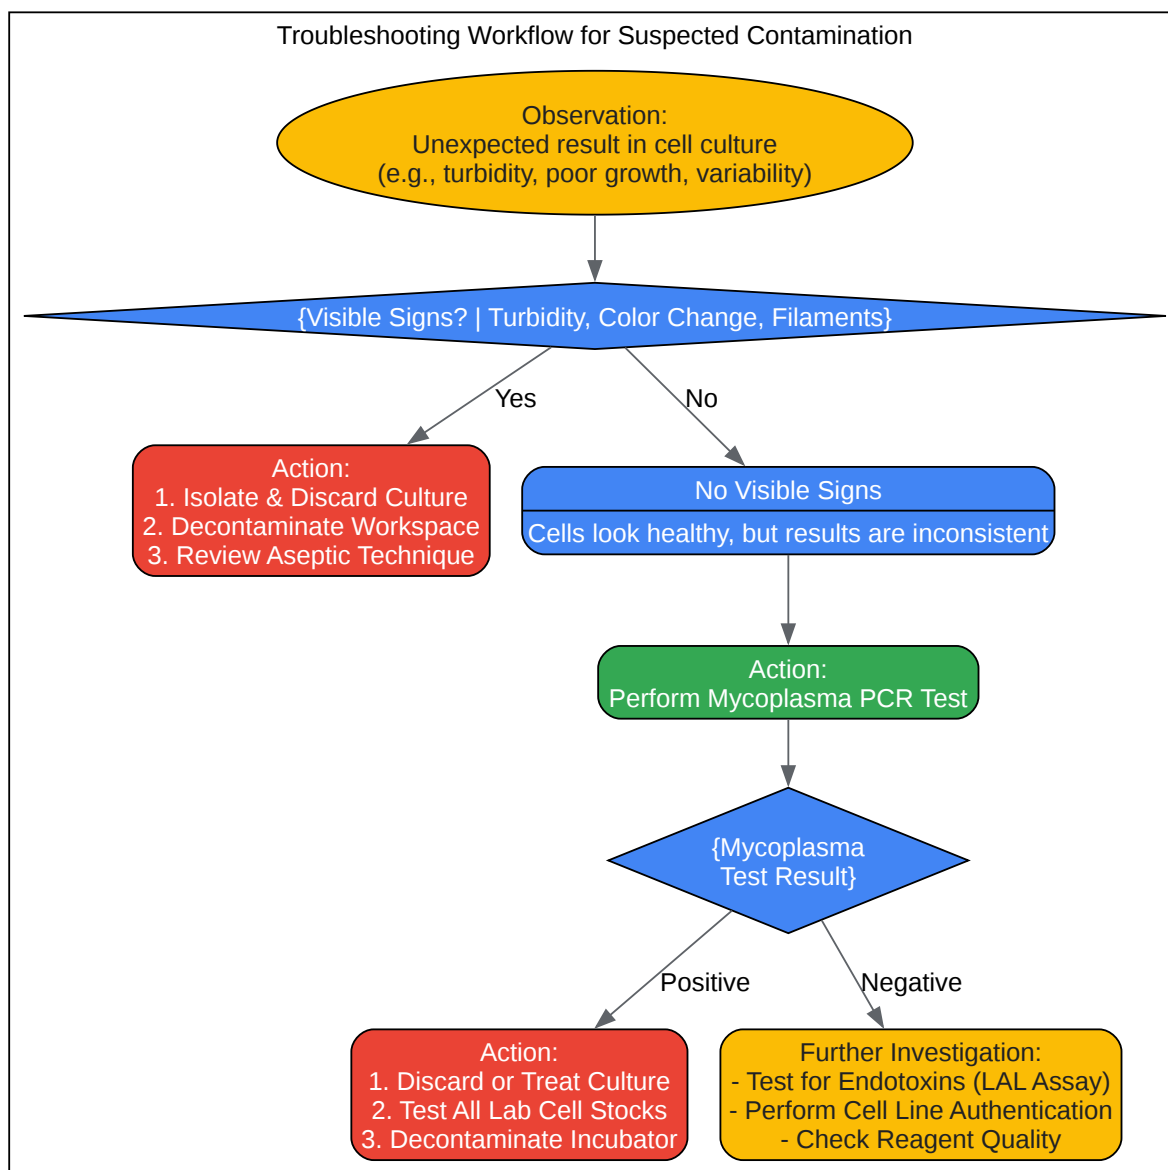 Troubleshooting Workflow for Suspected Contamination
Observation:
Unexpected result in cell culture
(e.g., turbidity, poor growth, variability)
{Visible Signs? | Turbidity, Color Change, Filaments}
Yes
No
Action:
1. Isolate & Discard Culture
2. Decontaminate Workspace
3. Review Aseptic Technique
No Visible Signs
Cells look healthy, but results are inconsistent
Action:
Perform Mycoplasma PCR Test
{Mycoplasma
Test Result}
Positive
Negative
Action:
1. Discard or Treat Culture
2. Test All Lab Cell Stocks
3. Decontaminate Incubator
Further Investigation:
- Test for Endotoxins (LAL Assay)
- Perform Cell Line Authentication
- Check Reagent Quality